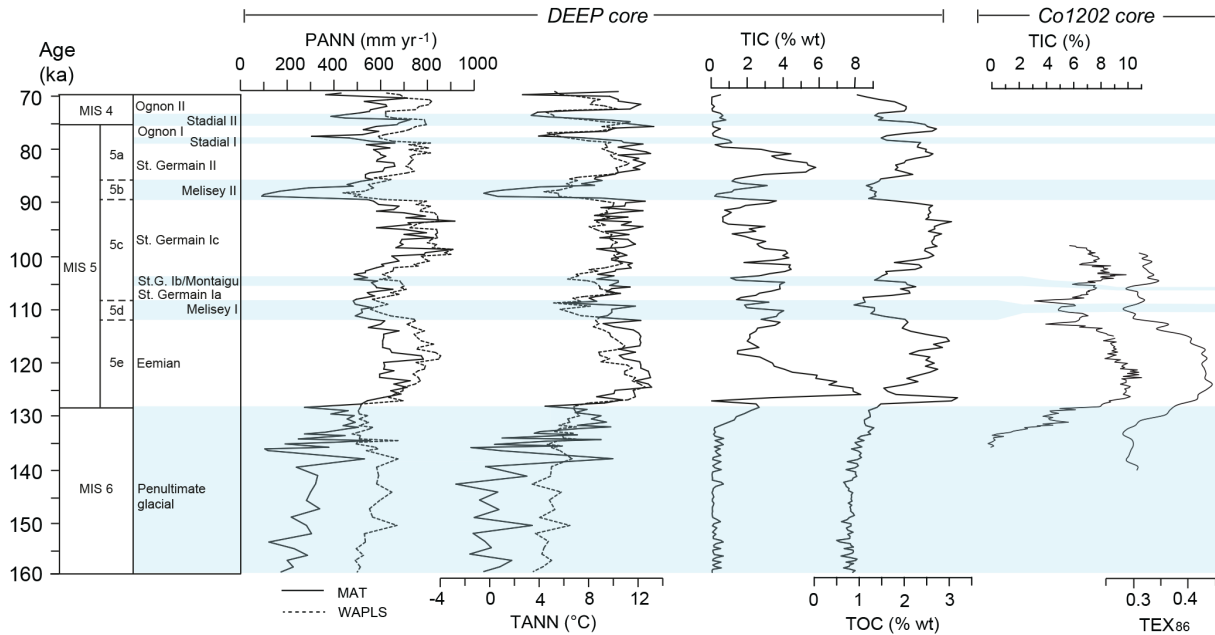 DEEP core
Co1202 core
PANN (mm yr-1)
TIC (% wt)
TIC (%)
Age
(ka)
0 200 400 600 800 1000
0 2 4 6 8
0 2 4 6 8 10
70
80
90
100
110
120
130
140
150
160
MIS 4
MIS 5
MIS 6
5a
5b
5c
5d
5e
Ognon II
Stadial II
Ognon I
Stadial I
St. Germain II
Melisey II
St. Germain Ic
St.G. Ib/Montaigu
St. Germain Ia
Melisey I
Eemian
Penultimate
glacial
MAT
WAPLS
-4 0 4 8 12
TANN (°C)
0 1 2 3
TOC (% wt)
0.3 0.4
TEX86